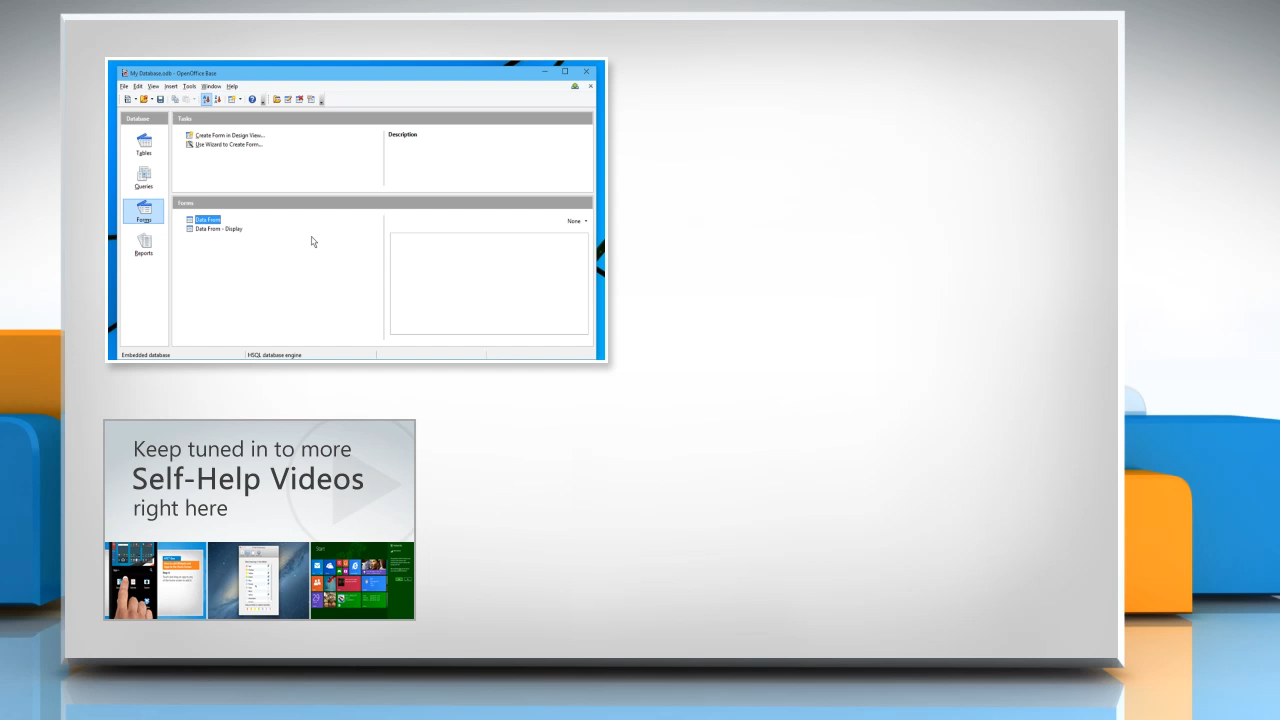 My Database.odb - OpenOffice Base
File Edit View Insert Tools Window Help
Database
Tasks
Tables
Queries
Forms
Reports
Create Form in Design View...
Use Wizard to Create Form...
Description
Forms
Data From
Data From - Display
None
Embedded database
HSQL database engine
Keep tuned in to more
Self-Help Videos
right here
Start